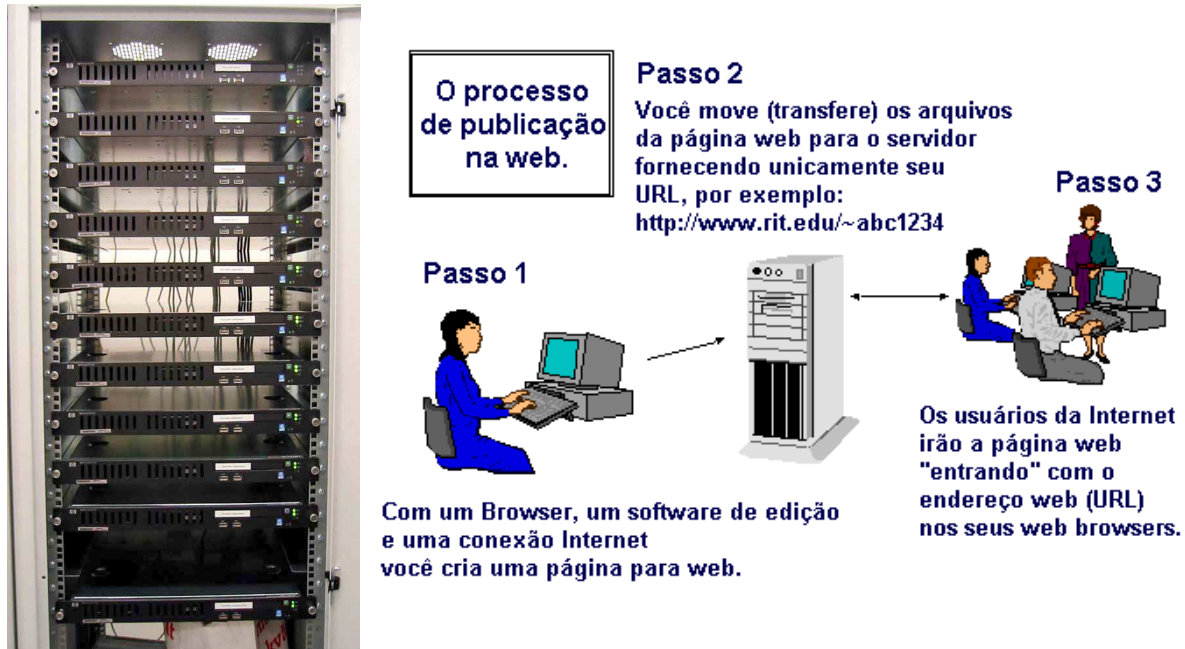 O processo
de publicação
na web.
Passo 2
Você move (transfere) os arquivos
da página web para o servidor
fornecendo unicamente seu
URL, por exemplo:
http://www.rit.edu/~abc1234
Passo 3
Passo 1
Os usuários da Internet
irão a página web
"entrando" com o
endereço web (URL)
nos seus web browsers.
Com um Browser, um software de edição
e uma conexão Internet
você cria uma página para web.